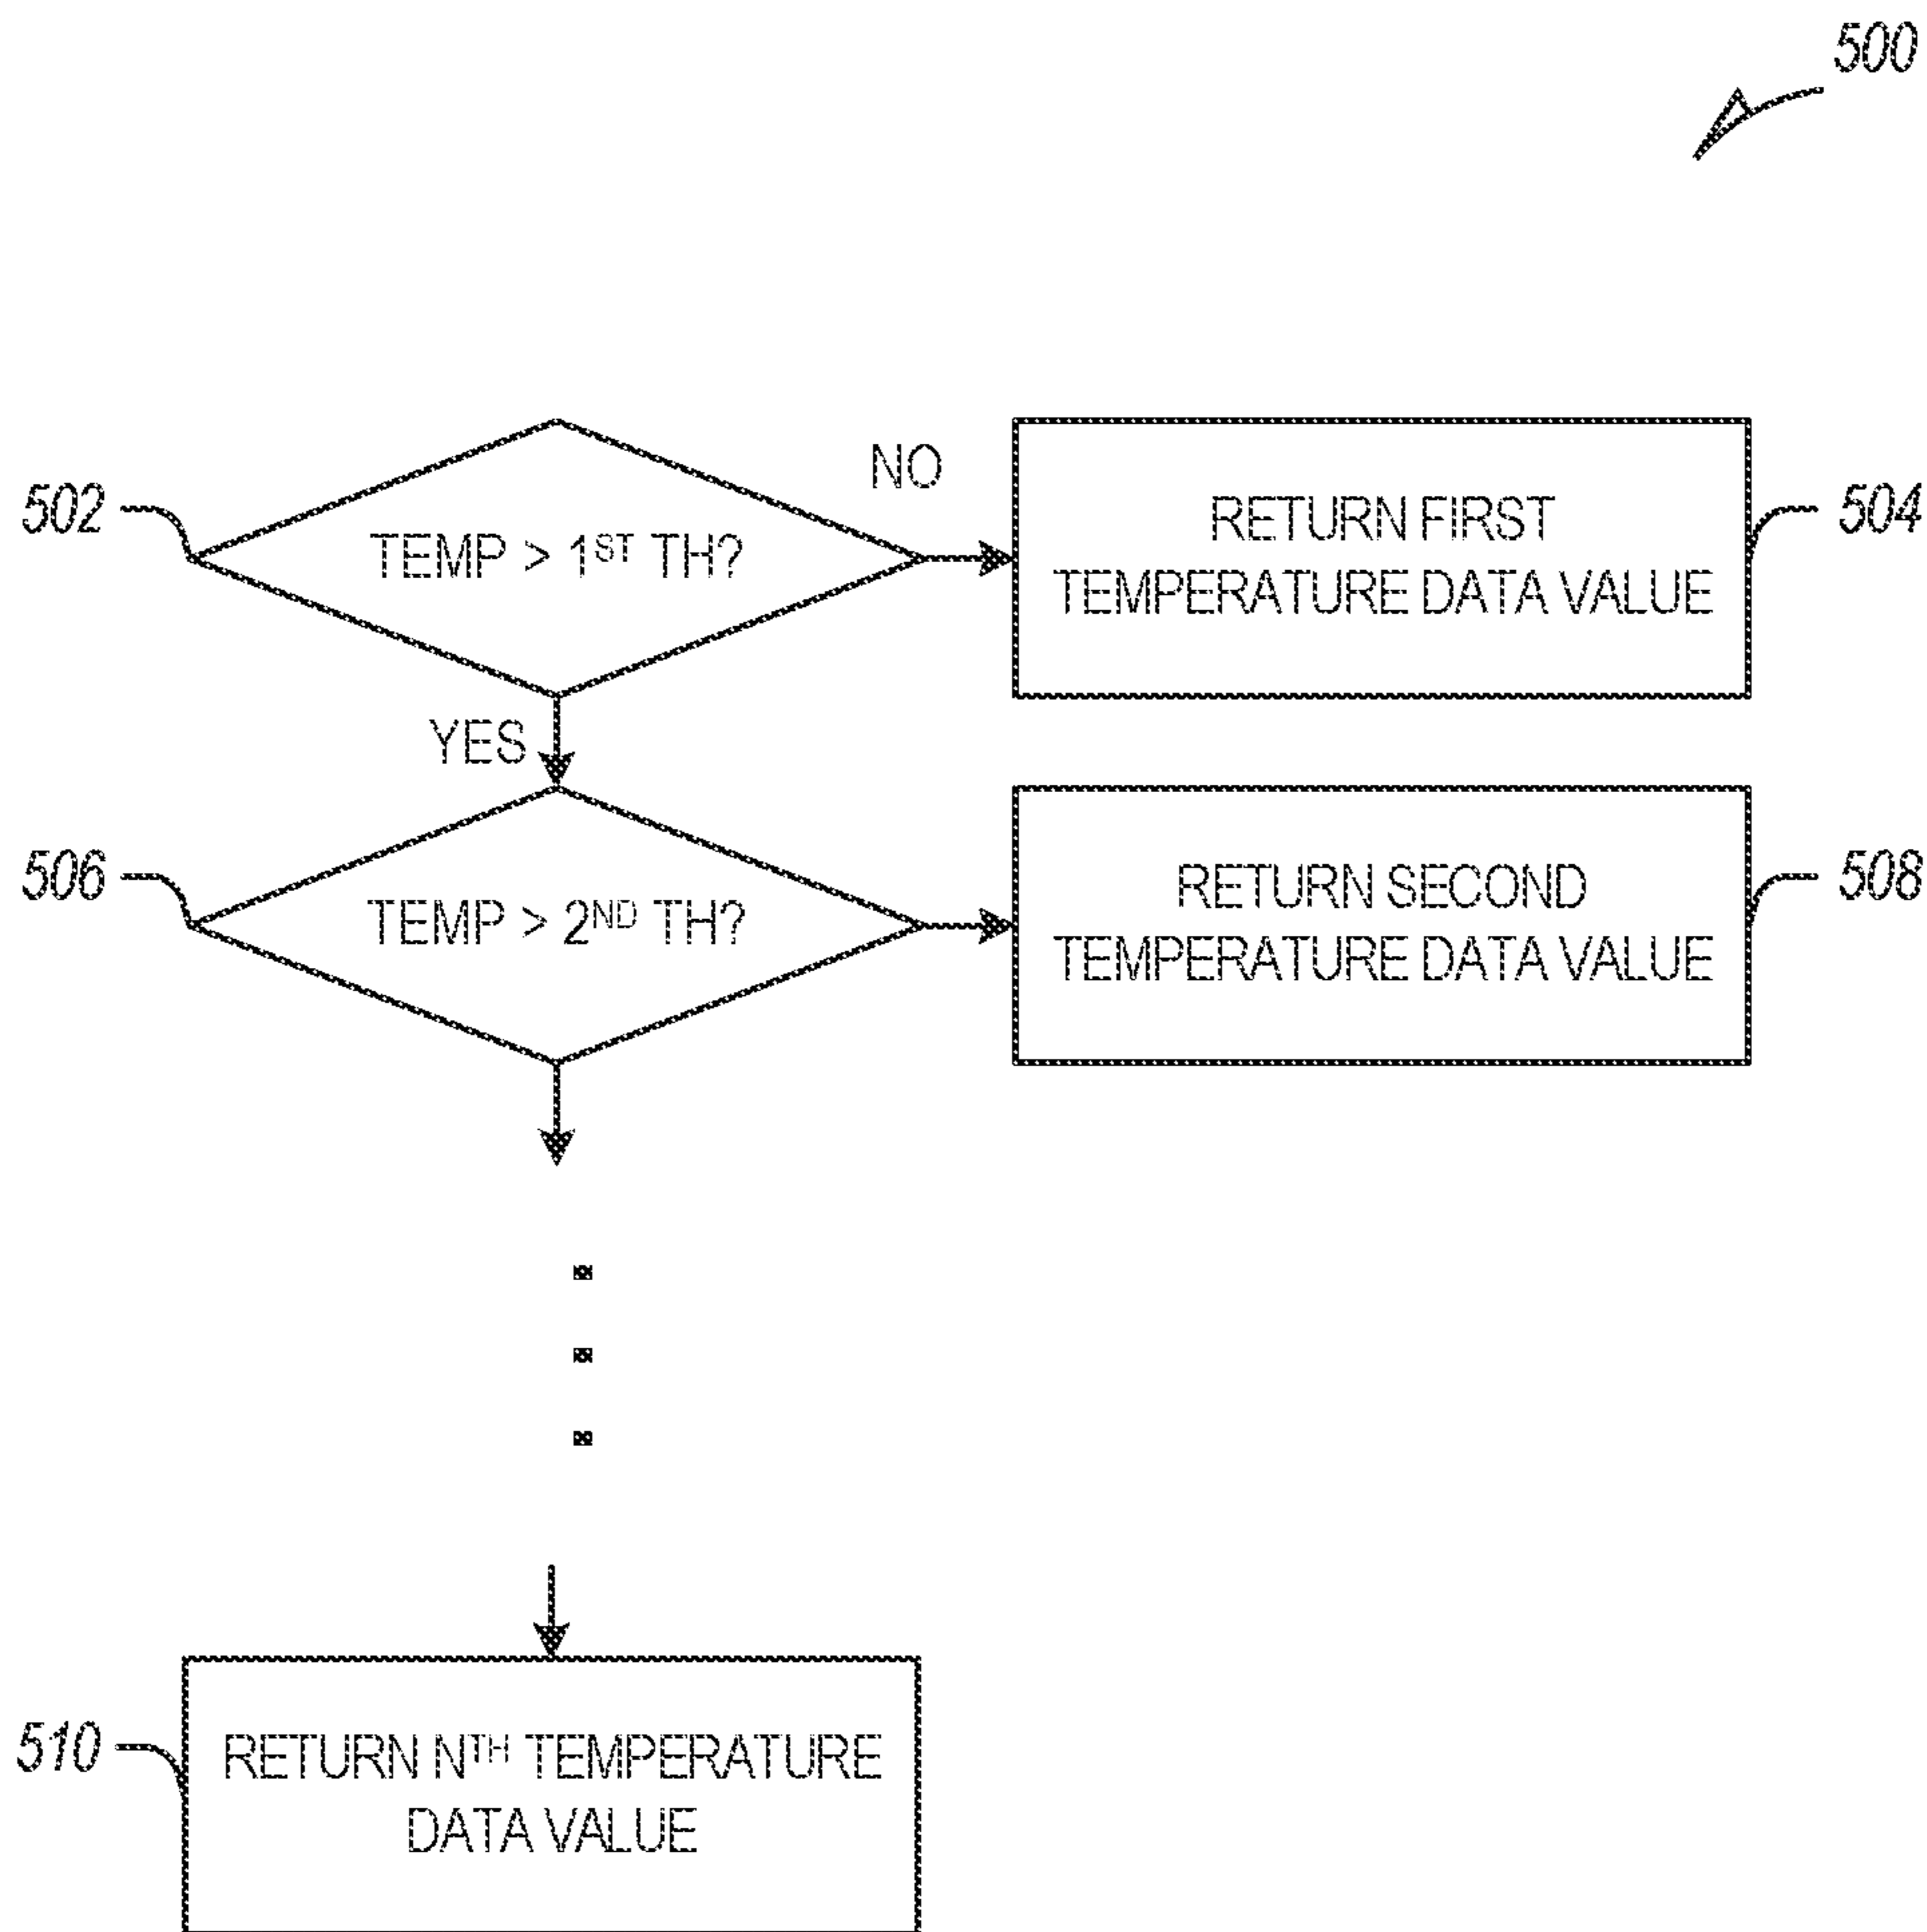 500
NO
502
TEMP > 1ST TH?
RETURN FIRST
TEMPERATURE DATA VALUE
504
YES
506
TEMP > 2ND TH?
RETURN SECOND
TEMPERATURE DATA VALUE
508
510
RETURN NTH TEMPERATURE
DATA VALUE